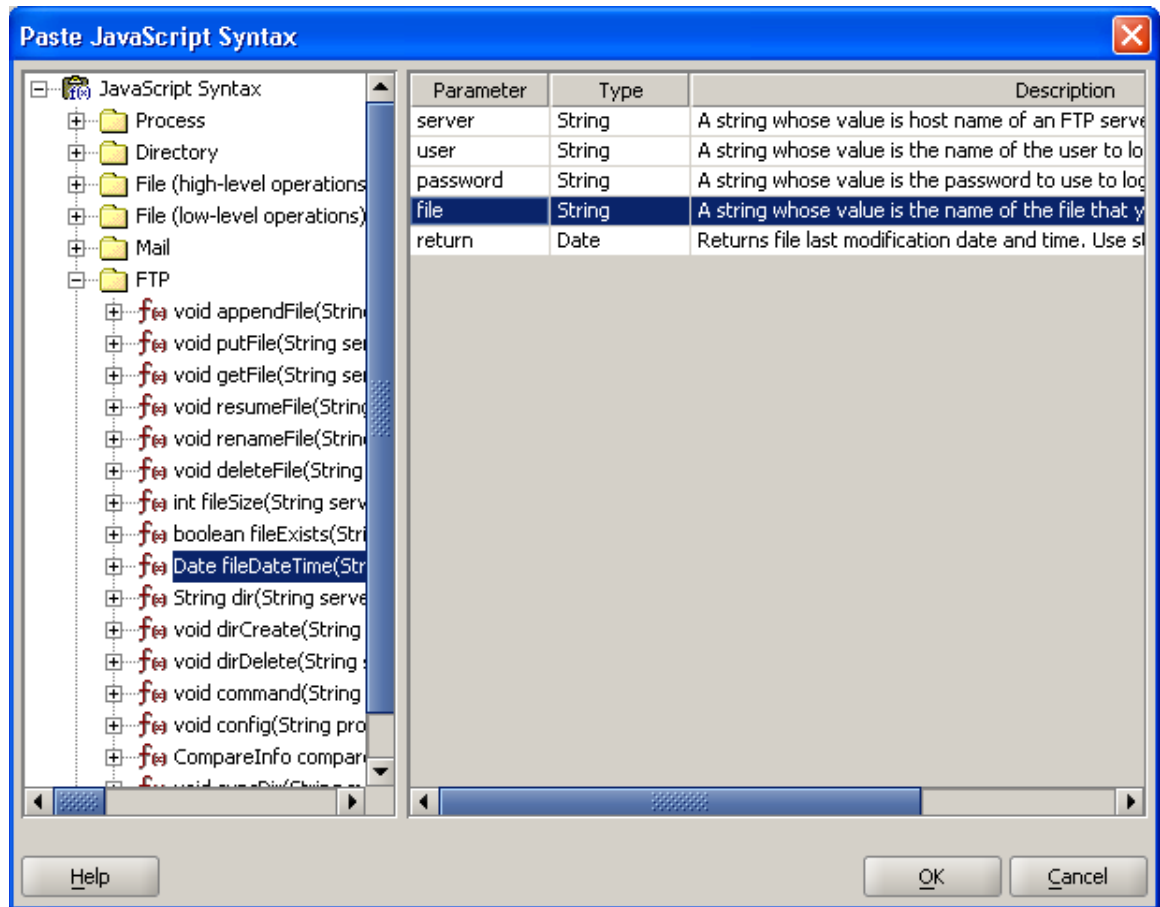 Paste JavaScript Syntax
JavaScript Syntax
Process
Directory
File (high-level operations
File (low-level operations)
Mail
FTP
void appendFile(String
void putFile(String ser
void getFile(String ser
void resumeFile(String
void renameFile(String
void deleteFile(String
int fileSize(String serv
boolean fileExists(Stri
Date fileDateTime(Str
String dir(String serve
void dirCreate(String
void dirDelete(String s
void command(String
void config(String pro
CompareInfo compar
Parameter Type Description
server String A string whose value is host name of an FTP serve
user String A string whose value is the name of the user to lo
password String A string whose value is the password to use to log
file String A string whose value is the name of the file that y
return Date Returns file last modification date and time. Use
Help OK Cancel